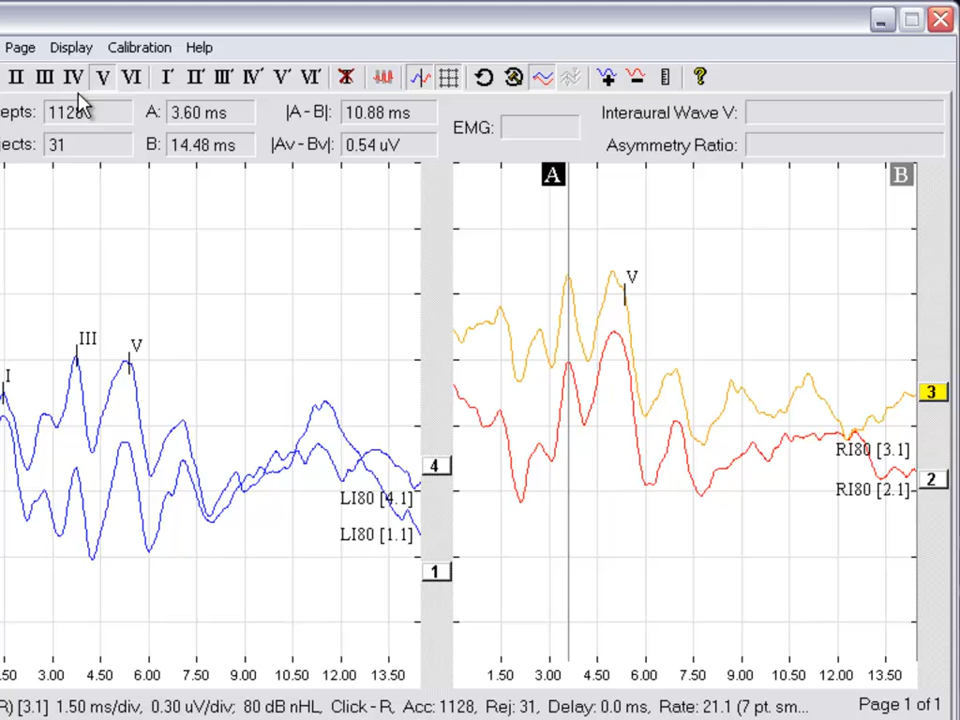 Page Display Calibration Help
II III IV V VI I' II' III' IV' V' VI'
epts: 1128 A: 3.60 ms |A - B|: 10.88 ms EMG: Interaural Wave V:
jects: 31 B: 14.48 ms |Av - Bv|: 0.54 uV Asymmetry Ratio:
A B
V
III
V
I
3
4
RI80 [3.1]
2
LI80 [4.1]
RI80 [2.1]
LI80 [1.1]
1
.50 3.00 4.50 6.00 7.50 9.00 10.50 12.00 13.50 1.50 3.00 4.50 6.00 7.50 9.00 10.50 12.00 13.50
R) [3.1] 1.50 ms/div, 0.30 uV/div; 80 dB nHL, Click - R, Acc: 1128, Rej: 31, Delay: 0.0 ms, Rate: 21.1 (7 pt. sm... Page 1 of 1